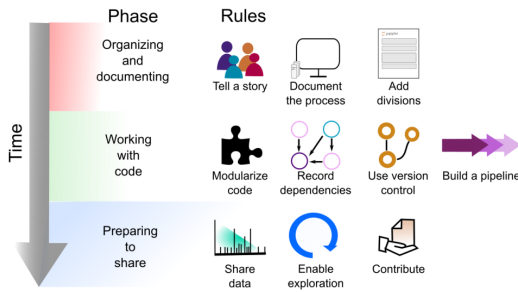 Phase
Rules
Time
Organizing
and
documenting
Tell a story
Document
the process
jupyter
Add
divisions
Working
with
code
Modularize
code
Record
dependencies
Use version
control
Build a pipeline
Preparing
to
share
Share
data
Enable
exploration
Contribute